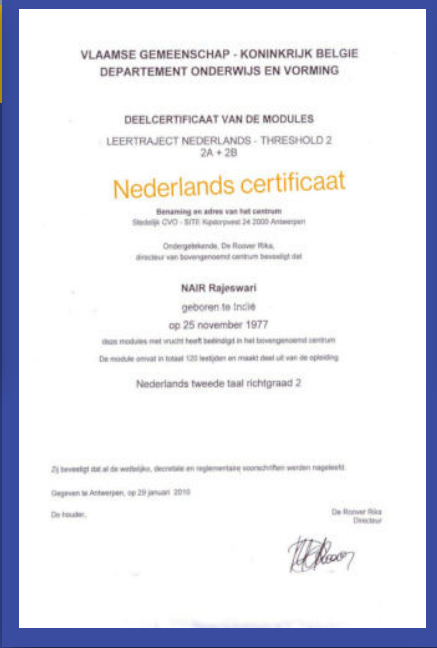 VLAAMSE GEMEENSCHAP - KONINKRIJK BELGIE
DEPARTEMENT ONDERWIJS EN VORMING
DEELCERTIFICAAT VAN DE MODULES
LEERTRAJECT NEDERLANDS - THRESHOLD 2
2A + 2B
Nederlands certificaat
Benaming en adres van het centrum
Stedelijk CVO - SITE Kipdorpvest 24 2000 Antwerpen
Ondergetekende, De Roover Rika,
directeur van bovengenoemd centrum bevestigt dat
NAIR Rajeswari
geboren te Indië
op 25 november 1977
deze modules met vrucht heeft beëindigd in het bovengenoemd centrum
De module omvat in totaal 120 lestijden en maakt deel uit van de opleiding
Nederlands tweede taal richtgraad 2
Zij bevestigt dat al de wettelijke, decretale en reglementaire voorschriften werden nageleefd.
Gegeven te Antwerpen, op 29 januari 2010
De houder,
De Roover Rika
Directeur